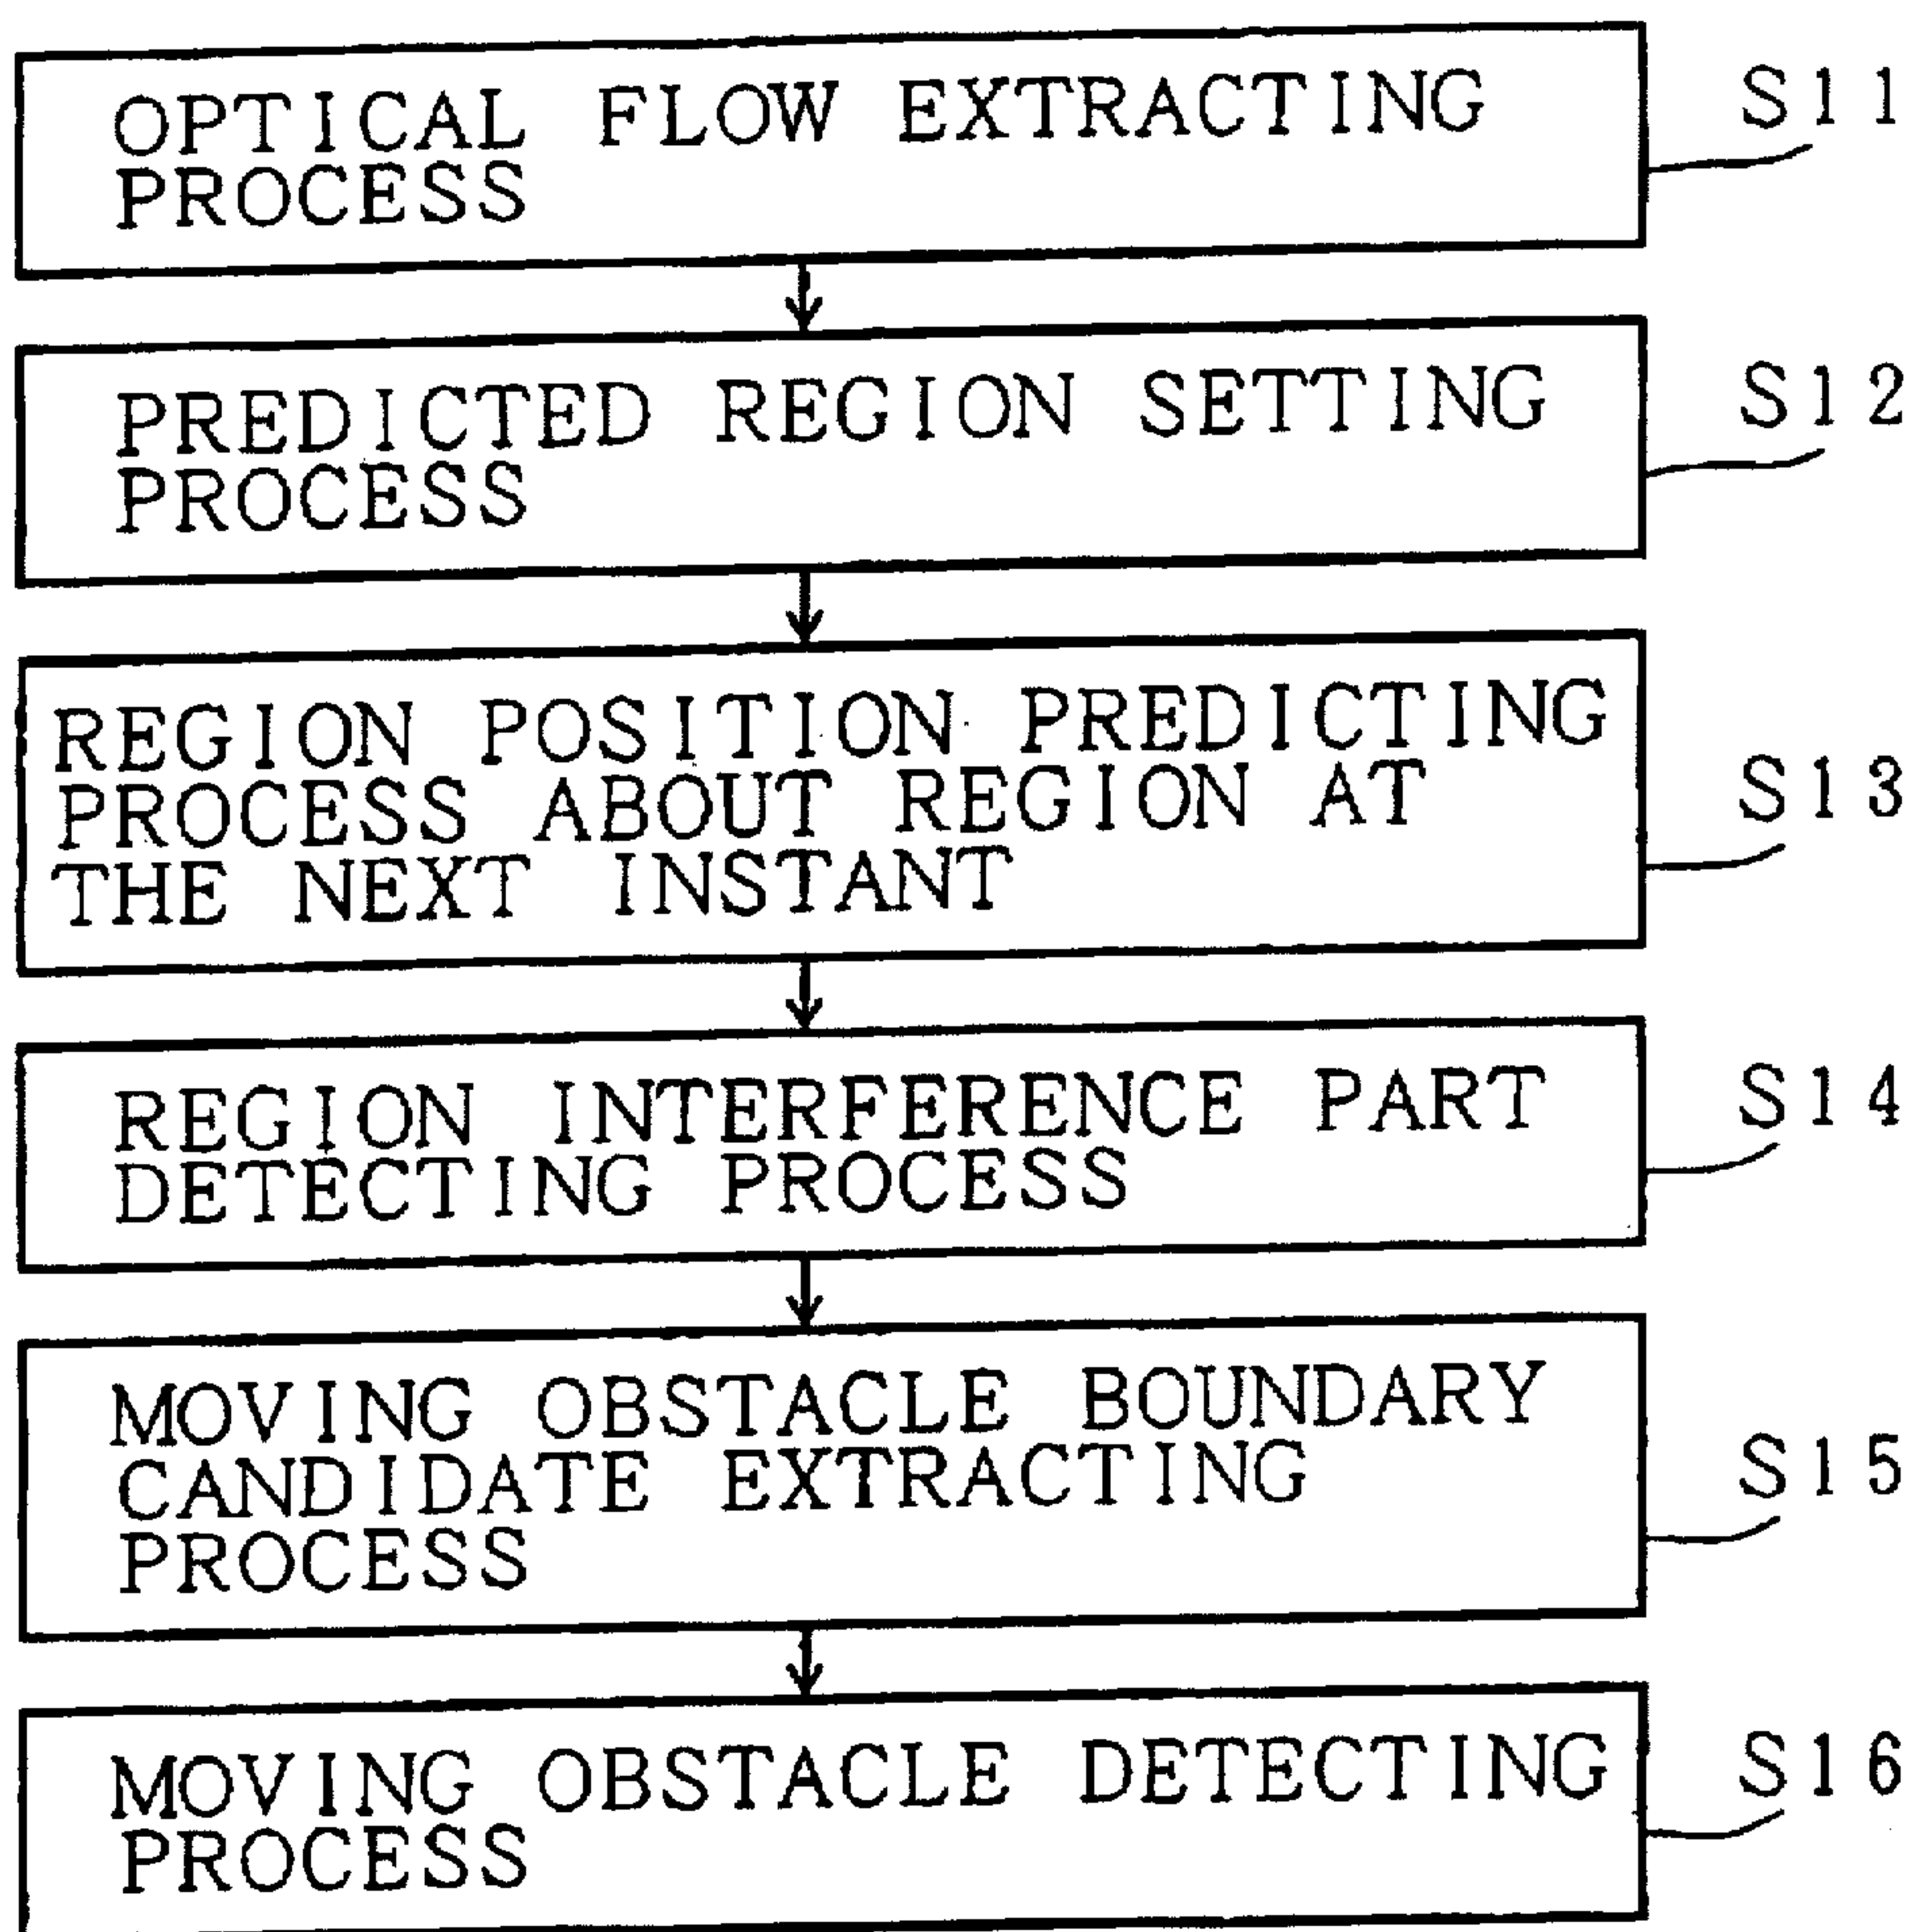 OPTICAL FLOW EXTRACTING
PROCESS
S11
PREDICTED REGION SETTING
PROCESS
S12
REGION POSITION PREDICTING
PROCESS ABOUT REGION AT
THE NEXT INSTANT
S13
REGION INTERFERENCE PART
DETECTING PROCESS
S14
MOVING OBSTACLE BOUNDARY
CANDIDATE EXTRACTING
PROCESS
S15
MOVING OBSTACLE DETECTING
PROCESS
S16